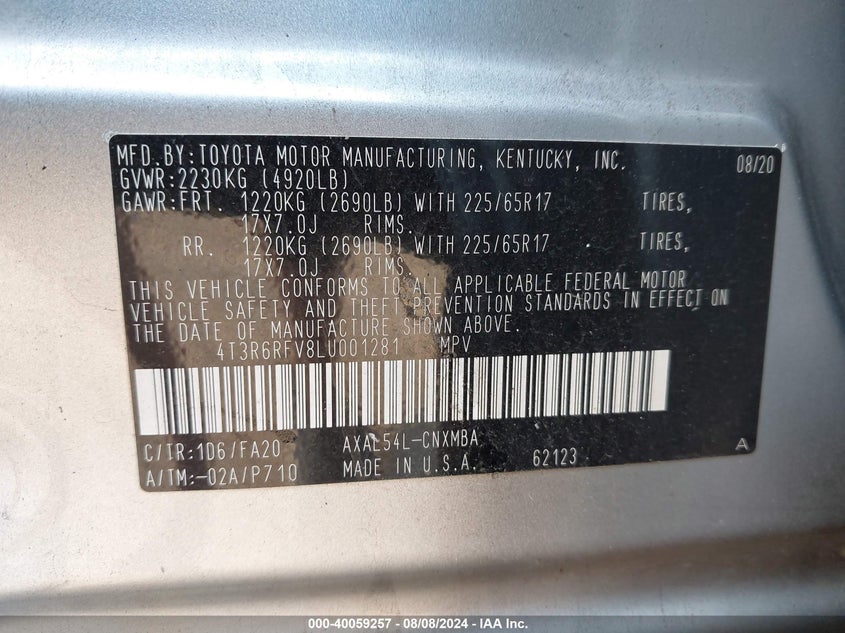 MFD.BY:TOYOTA MOTOR MANUFACTURING, KENTUCKY, INC. 08/20
GVWR:2230KG (4920LB)
GAWR:FRT. 1220KG (2690LB) WITH 225/65R17 TIRES,
17X7.0J RIMS.
RR. 1220KG (2690LB) WITH 225/65R17 TIRES,
17X7.0J RIMS.
THIS VEHICLE CONFORMS TO ALL APPLICABLE FEDERAL MOTOR
VEHICLE SAFETY AND THEFT PREVENTION STANDARDS IN EFFECT ON
THE DATE OF MANUFACTURE SHOWN ABOVE.
4T3R6RFV8LU001281 MPV
C/TR:1D6/FA20 AXAL54L-CNXMBA
A/TM:-02A/P710 MADE IN U.S.A. 62123 A
000-40059257 - 08/08/2024 - IAA Inc.